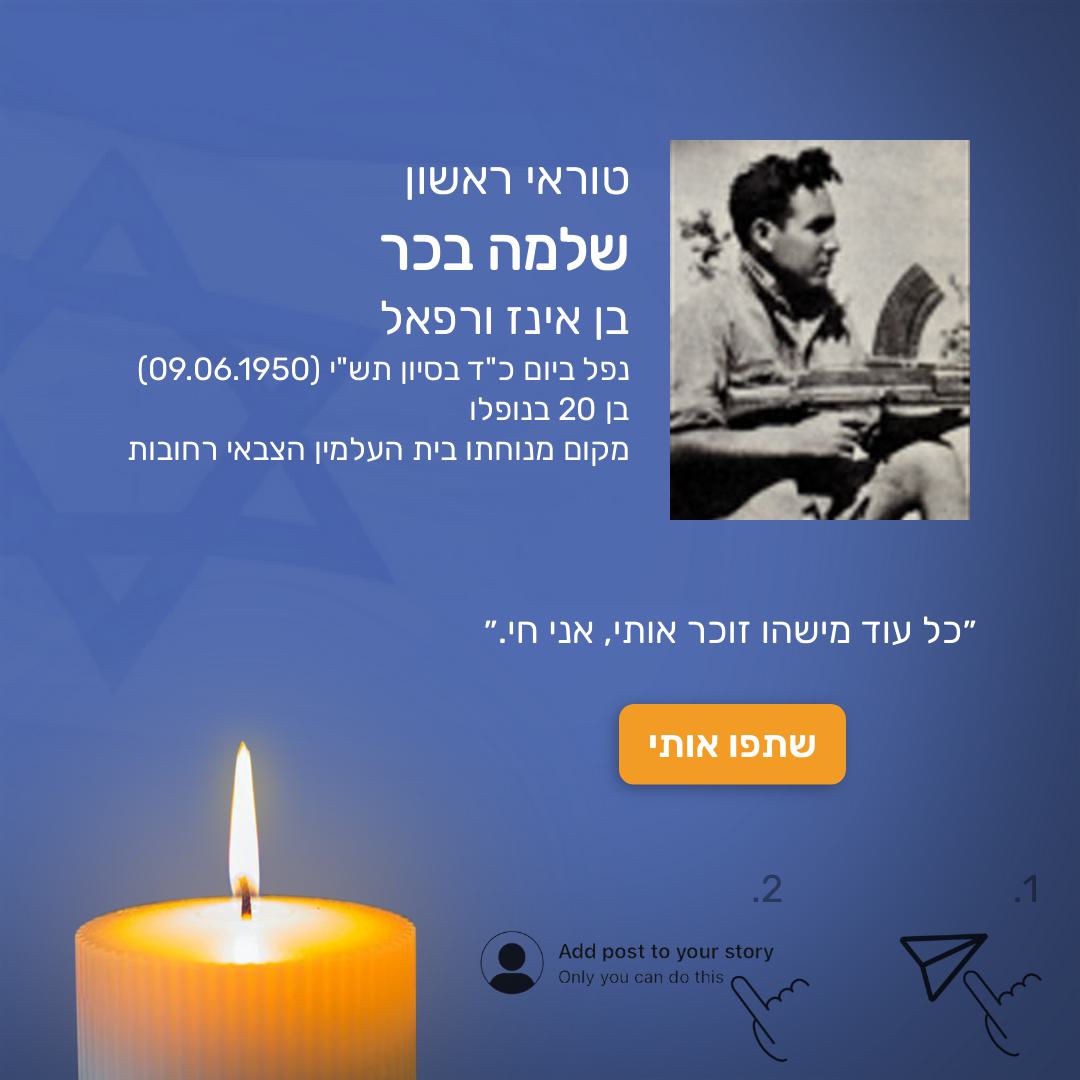 טוראי ראשון
שלמה בכר
בן אינז ורפאל
נפל ביום כ"ד בסיון תש"י (09.06.1950)
בן 20 בנופלו
מקום מנוחתו בית העלמין הצבאי רחובות
״כל עוד מישהו זוכר אותי, אני חי.״
שתפו אותי
.1
.2
Add post to your story
Only you can do this